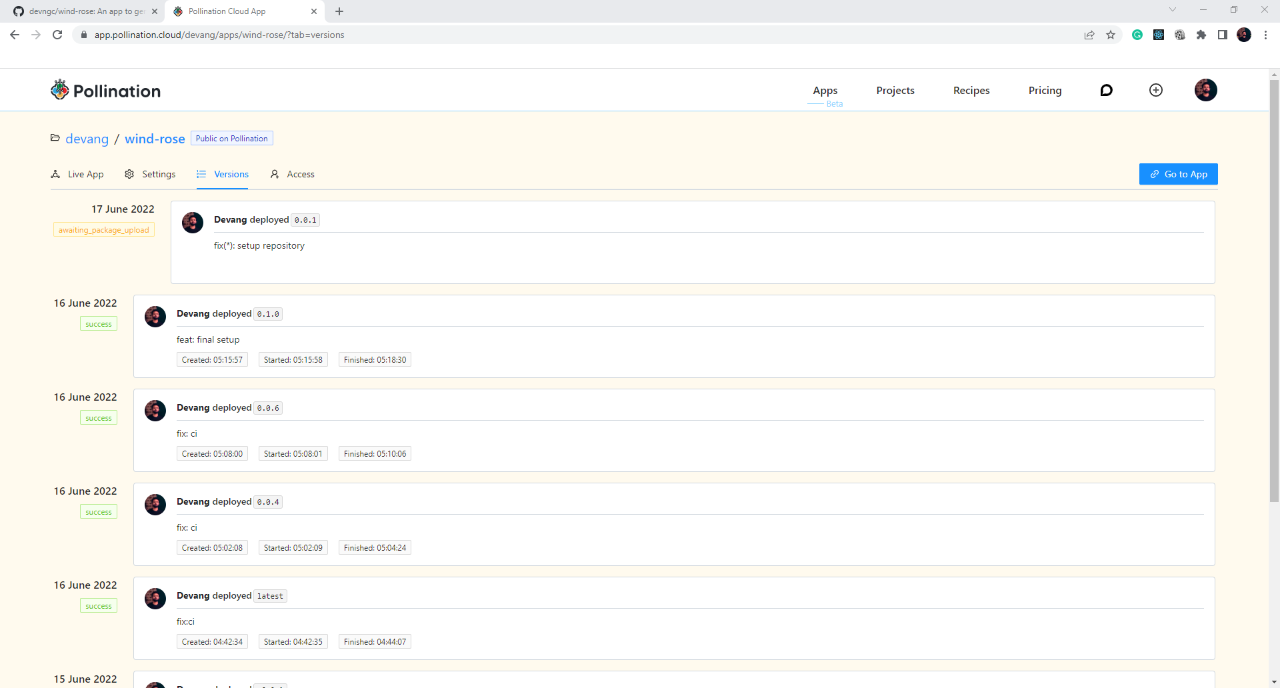 devngc/wind-rose: An app to ge
Pollination Cloud App
app.pollination.cloud/devang/apps/wind-rose/?tab=versions
Pollination
Apps
Beta
Projects
Recipes
Pricing
devang / wind-rose
Public on Pollination
Live App
Settings
Versions
Access
Go to App
17 June 2022
awaiting_package_upload
Devang deployed 0.0.1
fix(*): setup repository
16 June 2022
success
Devang deployed 0.1.0
feat: final setup
Created: 05:15:57
Started: 05:15:58
Finished: 05:18:30
16 June 2022
success
Devang deployed 0.0.6
fix: ci
Created: 05:08:00
Started: 05:08:01
Finished: 05:10:06
16 June 2022
success
Devang deployed 0.0.4
fix: ci
Created: 05:02:08
Started: 05:02:09
Finished: 05:04:24
16 June 2022
success
Devang deployed latest
fix:ci
Created: 04:42:34
Started: 04:42:35
Finished: 04:44:07
15 June 2022